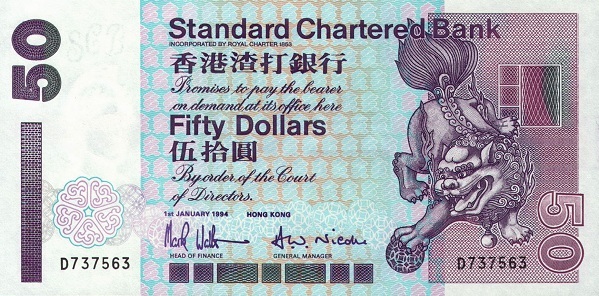 50
Standard Chartered Bank
INCORPORATED BY ROYAL CHARTER 1853
香港渣打銀行
Promises to pay the bearer
on demand at its office here
Fifty Dollars
伍拾圓
By order of the Court
of Directors.
1st JANUARY 1994 HONG KONG
HEAD OF FINANCE GENERAL MANAGER
D737563 D737563
50